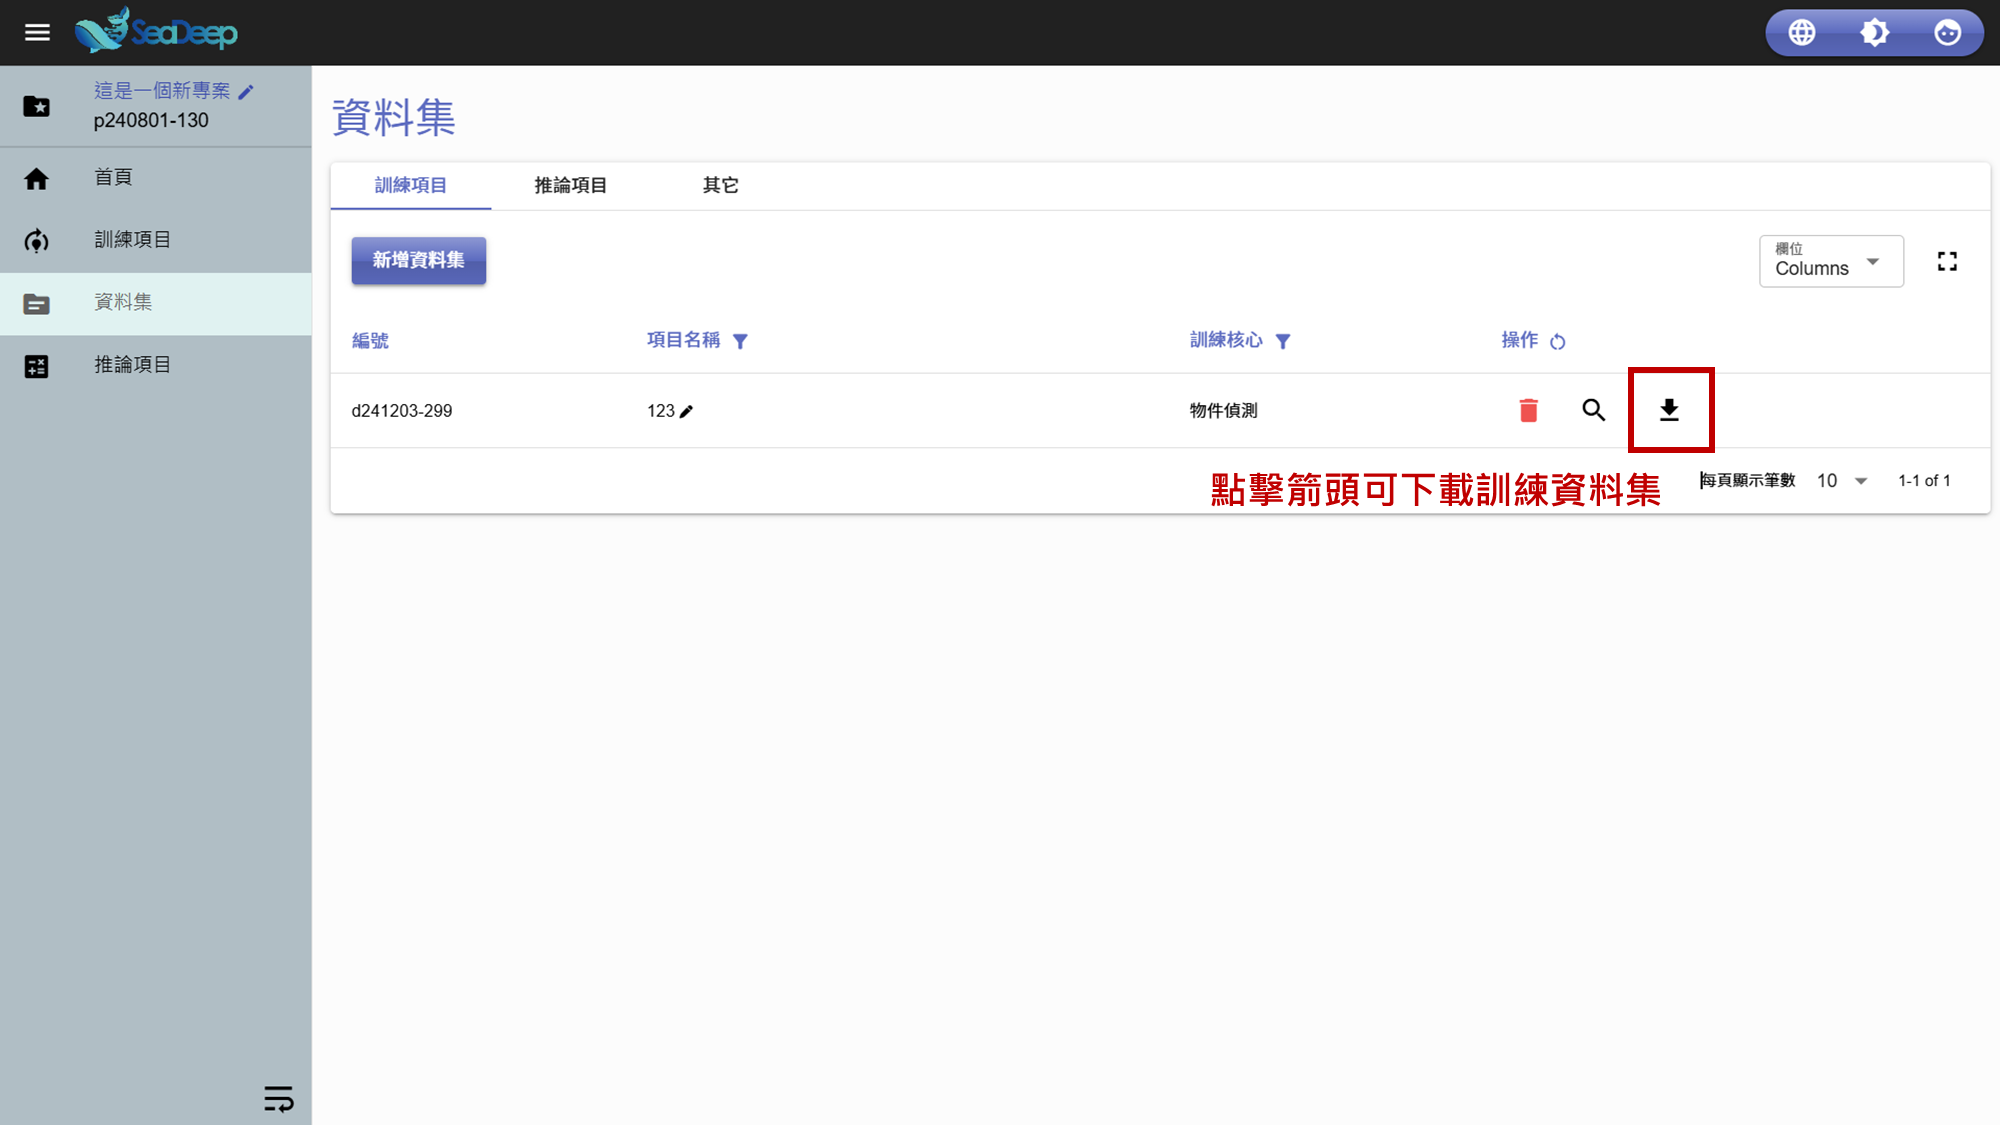 SeaDeep
這是一個新專案
p240801-130
首頁
訓練項目
資料集
推論項目
資料集
訓練項目 推論項目 其它
新增資料集
欄位
Columns
編號 項目名稱 訓練核心 操作
d241203-299 123 物件偵測
點擊箭頭可下載訓練資料集
每頁顯示筆數 10 1-1 of 1